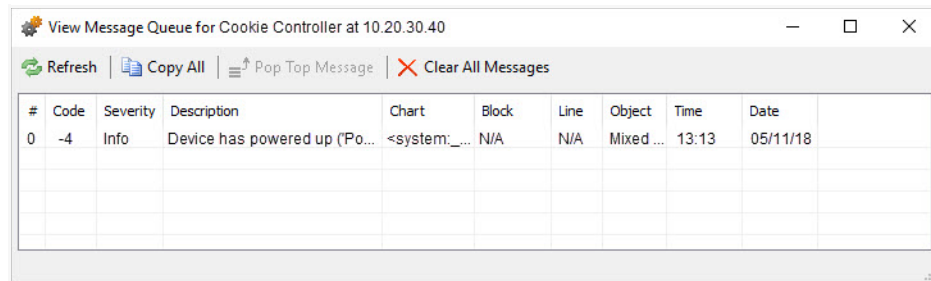 View Message Queue for Cookie Controller at 10.20.30.40
Refresh Copy All Pop Top Message Clear All Messages
# Code Severity Description Chart Block Line Object Time Date
0 -4 Info Device has powered up ('Po... <system:_... N/A N/A Mixed ... 13:13 05/11/18